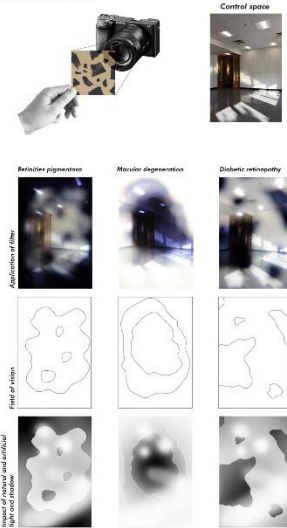 Control space
Retinities pigmentosa
Macular degeneration
Diabetic retinopathy
Application of filter
Field of vision
Impact of natural and artificial
light and shadow